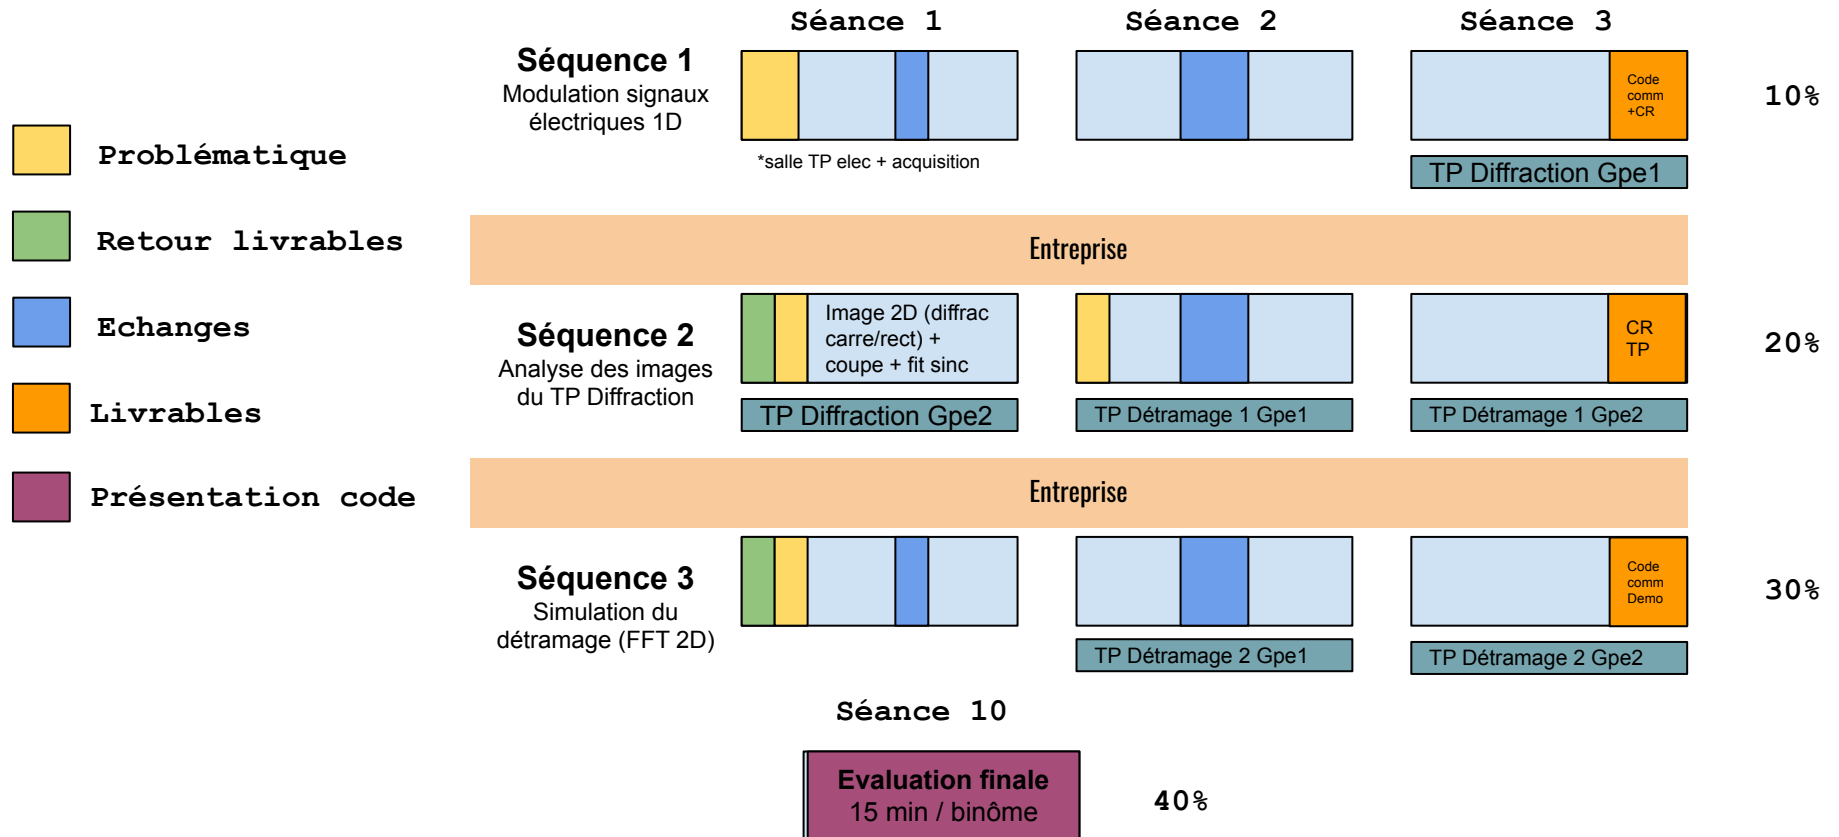 Séance 1
Séance 2
Séance 3
Séquence 1
Modulation signaux
électriques 1D
Code
comm
+CR
10%
*salle TP elec + acquisition
TP Diffraction Gpe1
Problématique
Retour livrables
Echanges
Livrables
Présentation code
Entreprise
Séquence 2
Analyse des images
du TP Diffraction
Image 2D (diffrac
carre/rect) +
coupe + fit sinc
CR
TP
20%
TP Diffraction Gpe2
TP Détramage 1 Gpe1
TP Détramage 1 Gpe2
Entreprise
Séquence 3
Simulation du
détramage (FFT 2D)
Code
comm
Demo
30%
TP Détramage 2 Gpe1
TP Détramage 2 Gpe2
Séance 10
Evaluation finale
15 min / binôme
40%